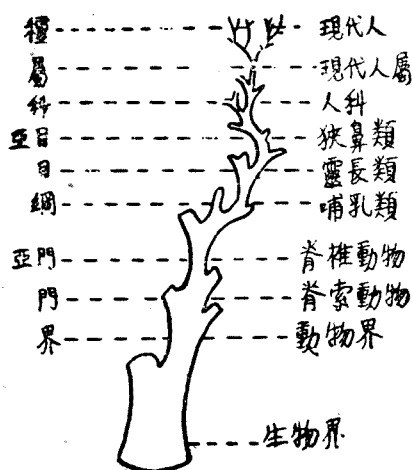 種 現代人
屬 現代人屬
科 人科
亞目 狹鼻類
目 靈長類
綱 哺乳類
亞門 脊椎動物
門 脊索動物
界 動物界
生物界